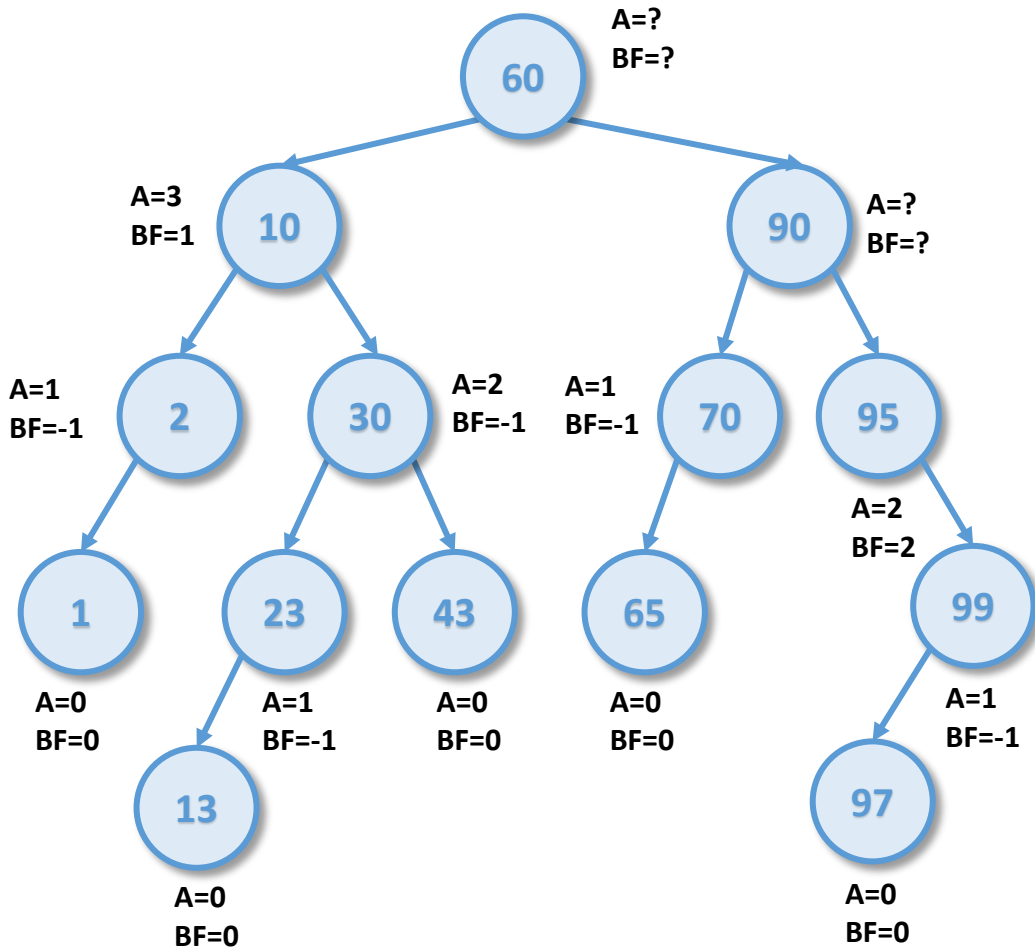 A=?
BF=?
60
A=3
BF=1
10
90
A=?
BF=?
A=1
BF=-1
2
30
A=2
BF=-1
A=1
BF=-1
70
95
A=2
BF=2
1
23
43
65
99
A=0
BF=0
A=1
BF=-1
A=0
BF=0
A=0
BF=0
A=1
BF=-1
13
97
A=0
BF=0
A=0
BF=0